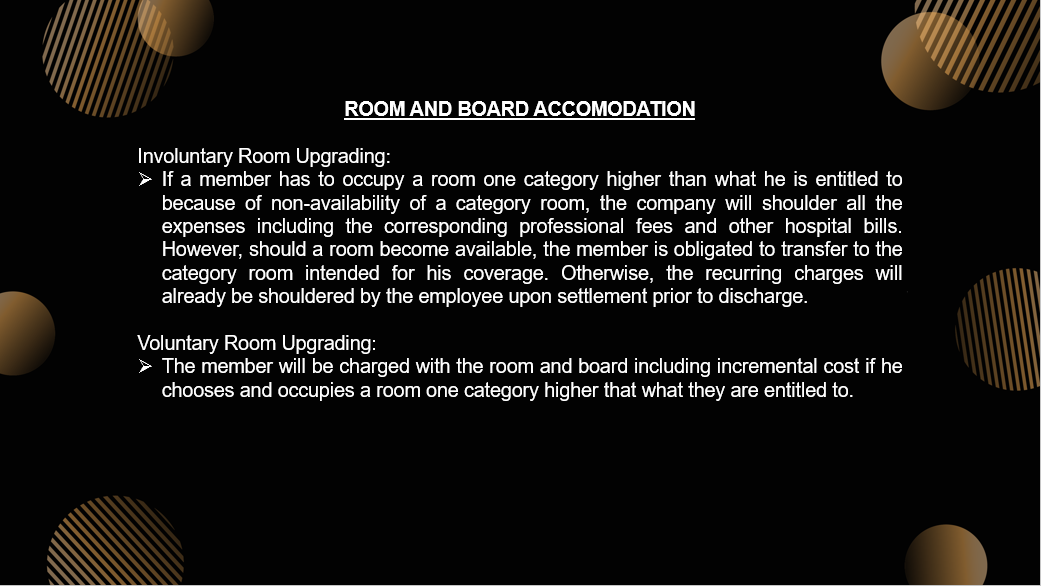 ROOM AND BOARD ACCOMODATION
Involuntary Room Upgrading:
➢ If a member has to occupy a room one category higher than what he is entitled to
because of non-availability of a category room, the company will shoulder all the
expenses including the corresponding professional fees and other hospital bills.
However, should a room become available, the member is obligated to transfer to the
category room intended for his coverage. Otherwise, the recurring charges will
already be shouldered by the employee upon settlement prior to discharge.
Voluntary Room Upgrading:
➢ The member will be charged with the room and board including incremental cost if he
chooses and occupies a room one category higher that what they are entitled to.